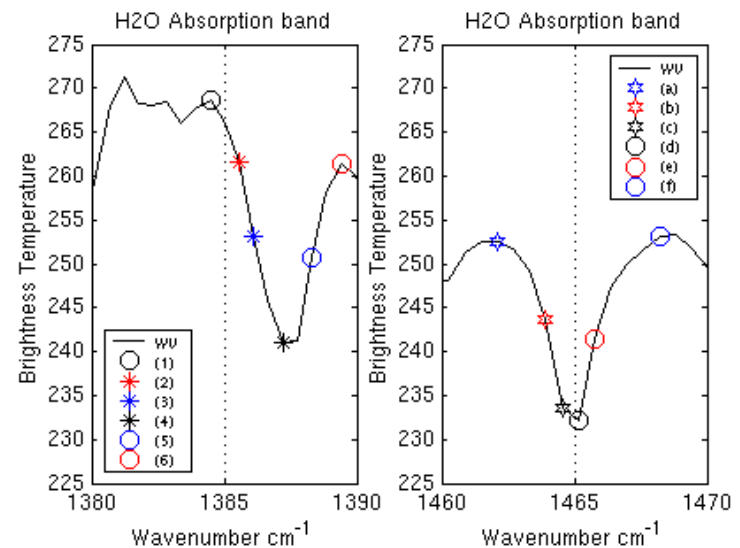 H2O Absorption band
275
270
265
260
255
250
245
240
235
230
225
Brightness Temperature
WV
(1)
(2)
(3)
(4)
(5)
(6)
1380
1385
1390
Wavenumber cm⁻¹
H2O Absorption band
275
270
265
260
255
250
245
240
235
230
225
Brightness Temperature
WV
(a)
(b)
(c)
(d)
(e)
(f)
1460
1465
1470
Wavenumber cm⁻¹